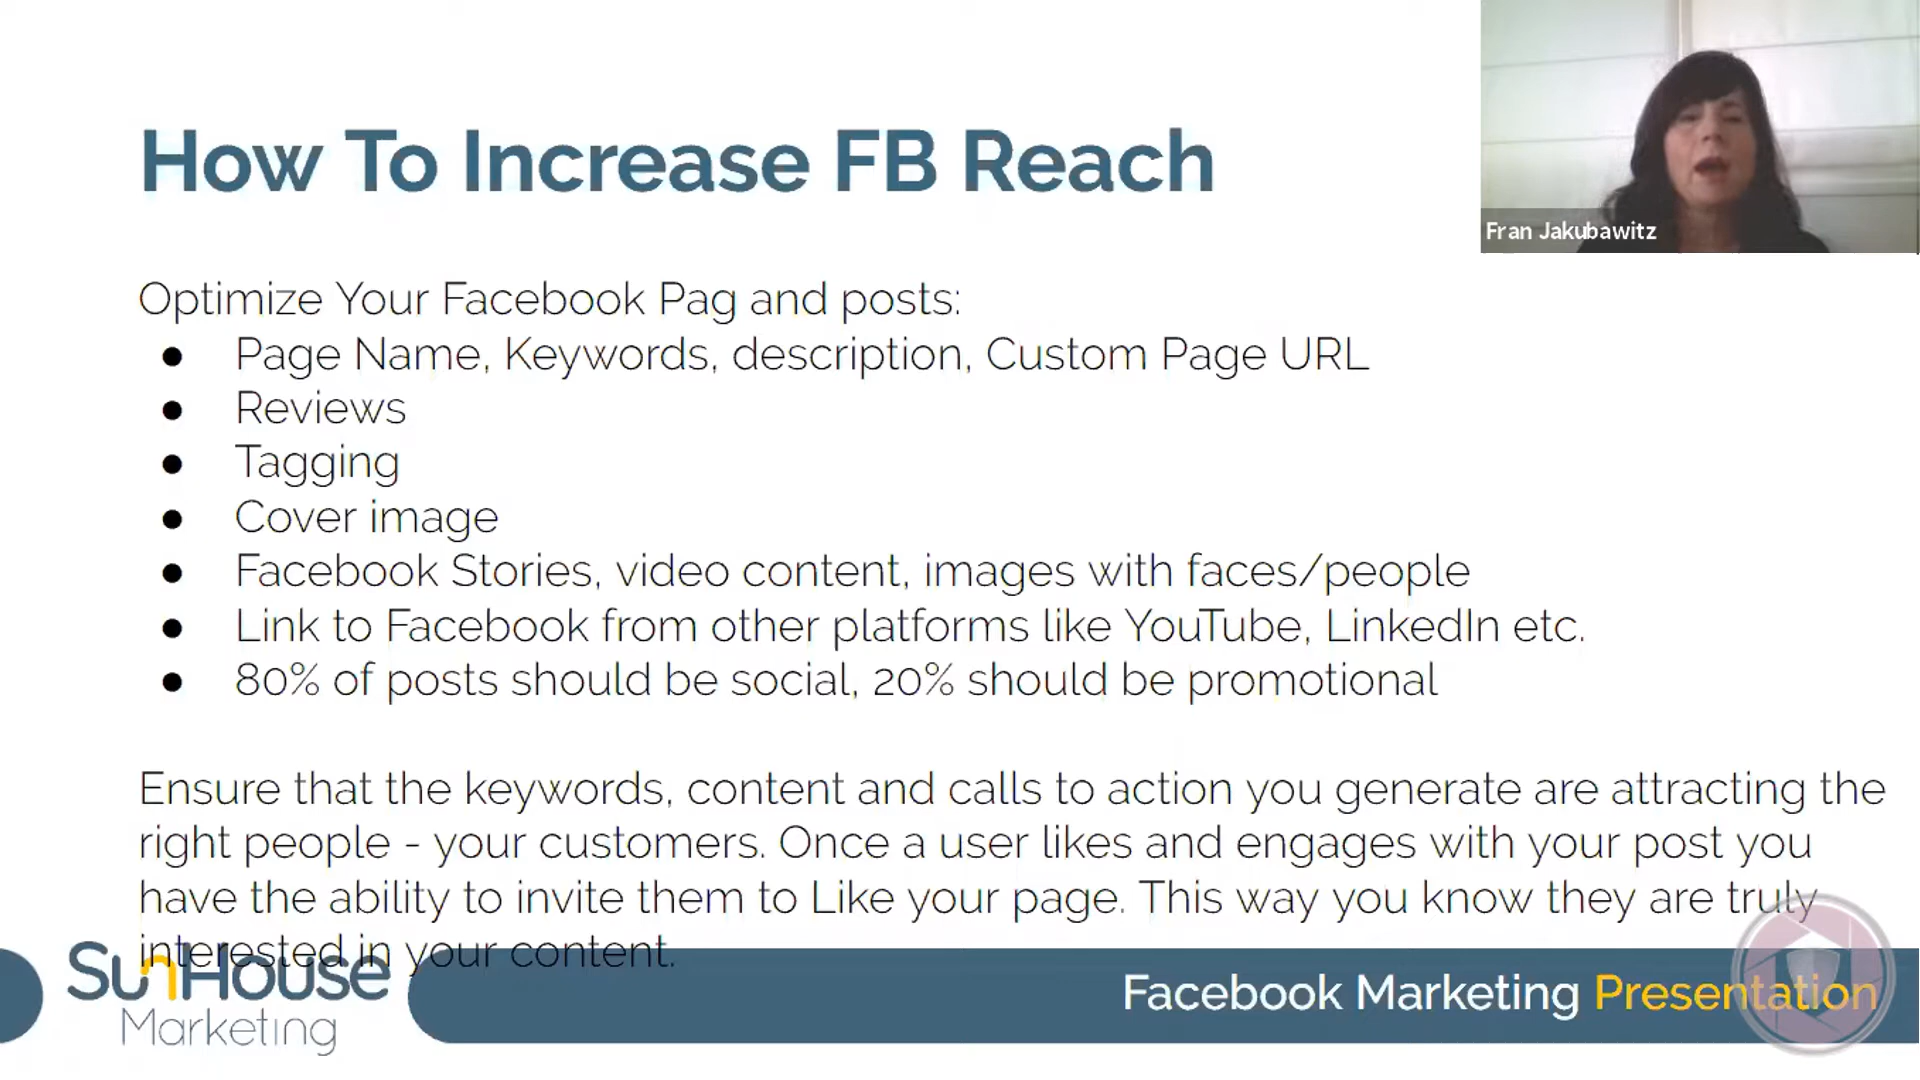 How To Increase FB Reach
Fran Jakubawitz
Optimize Your Facebook Pag and posts:
● Page Name, Keywords, description, Custom Page URL
● Reviews
● Tagging
● Cover image
● Facebook Stories, video content, images with faces/people
● Link to Facebook from other platforms like YouTube, LinkedIn etc.
● 80% of posts should be social, 20% should be promotional
Ensure that the keywords, content and calls to action you generate are attracting the
right people - your customers. Once a user likes and engages with your post you
have the ability to invite them to Like your page. This way you know they are truly
interested in your content.
SunHouse
Marketing
Facebook Marketing Presentation